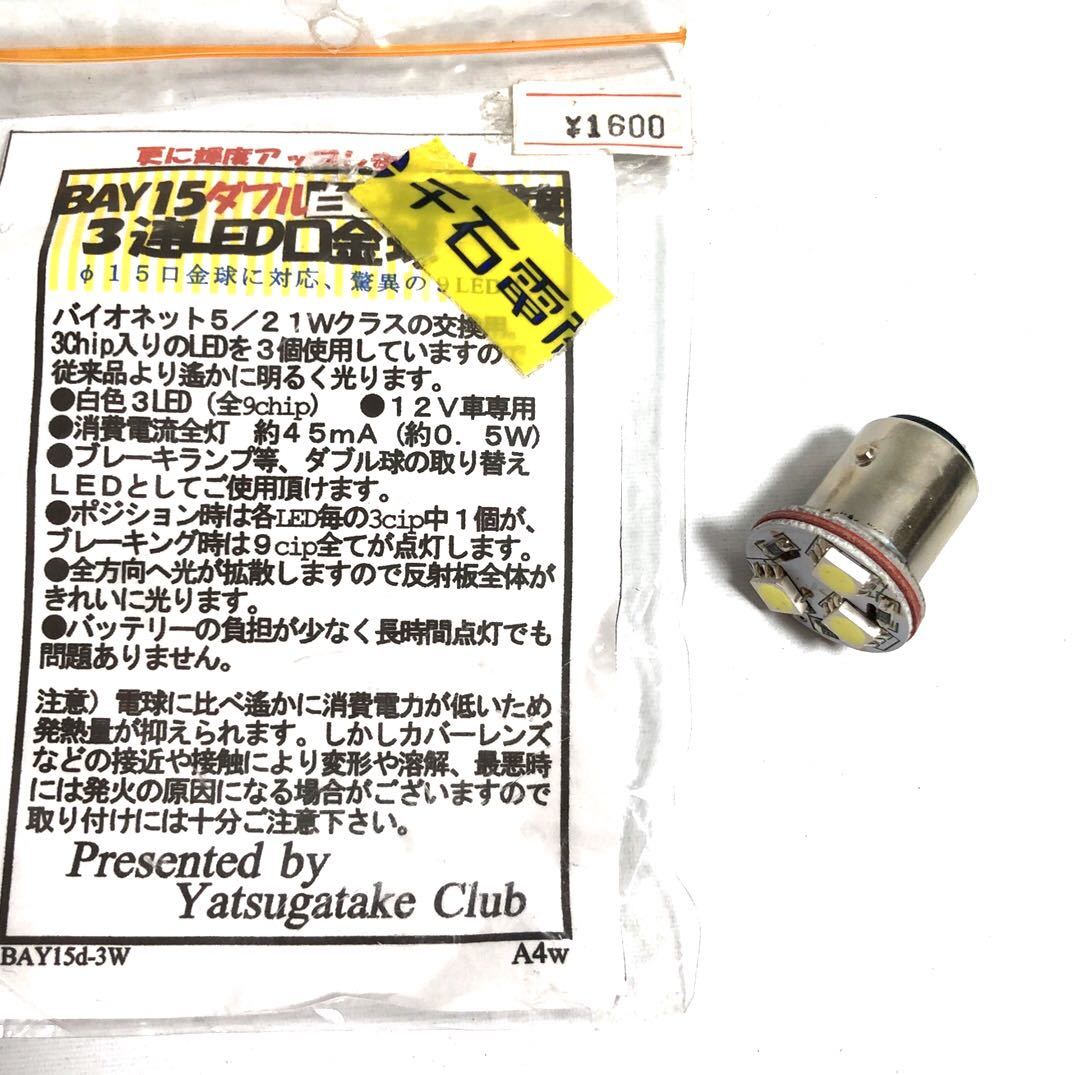 ¥1600
更に輝度アップしま！
千石電
BAY15ダブル
3連LED口金球
φ15口金球に対応、驚異の9LED
バイオネット5／21Wクラスの交換用。
3Chip入りのLEDを3個使用していますので
従来品より遙かに明るく光ります。
●白色3LED（全9chip） ●12V車専用
●消費電流全灯 約45mA（約0．5W）
●ブレーキランプ等、ダブル球の取り替え
LEDとしてご使用頂けます。
●ポジション時は各LED毎の3cip中1個が、
ブレーキング時は9cip全てが点灯します。
●全方向へ光が拡散しますので反射板全体が
きれいに光ります。
●バッテリーの負担が少なく長時間点灯でも
問題ありません。
注意）電球に比べ遙かに消費電力が低いため
発熱量が抑えられます。しかしカバーレンズ
などの接近や接触により変形や溶解、最悪時
には発火の原因になる場合がございますので
取り付けには十分ご注意下さい。
Presented by
Yatsugatake Club
BAY15d-3W
A4w